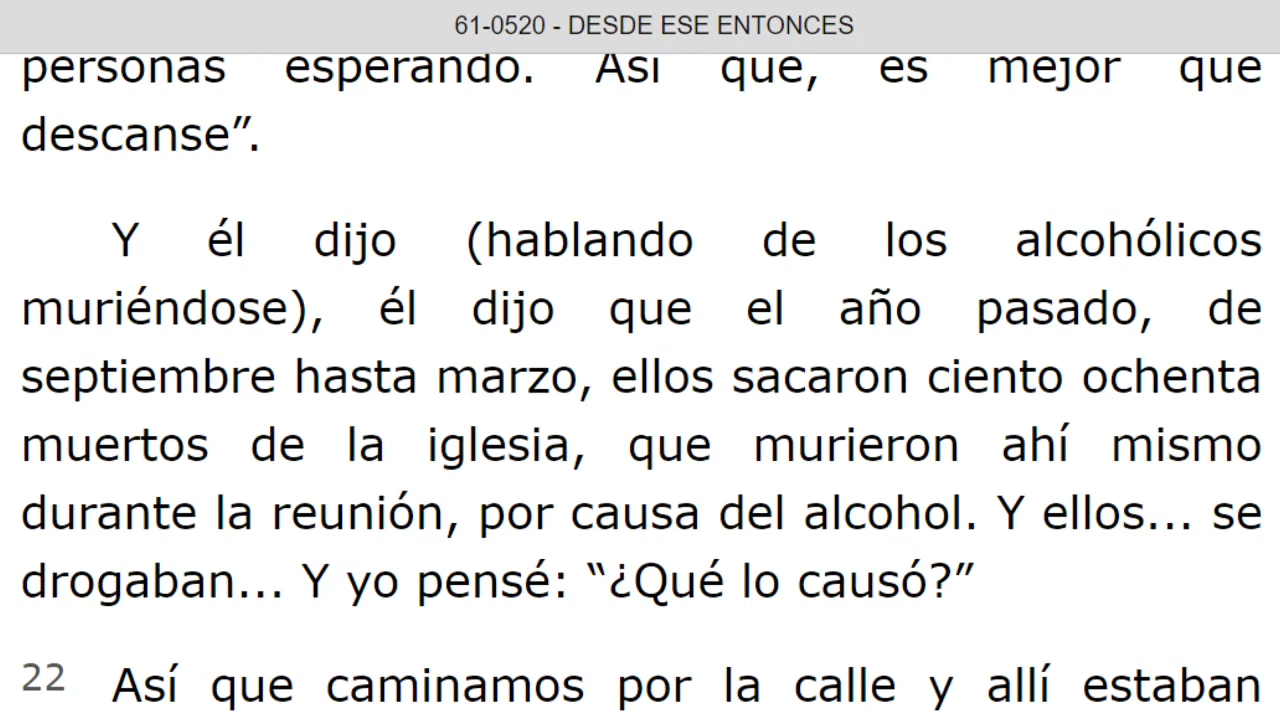 61-0520 - DESDE ESE ENTONCES
personas esperando. Así que, es mejor que
descanse”.
Y él dijo (hablando de los alcohólicos
muriéndose), él dijo que el año pasado, de
septiembre hasta marzo, ellos sacaron ciento ochenta
muertos de la iglesia, que murieron ahí mismo
durante la reunión, por causa del alcohol. Y ellos... se
drogaban... Y yo pensé: “¿Qué lo causó?”
22 Así que caminamos por la calle y allí estaban